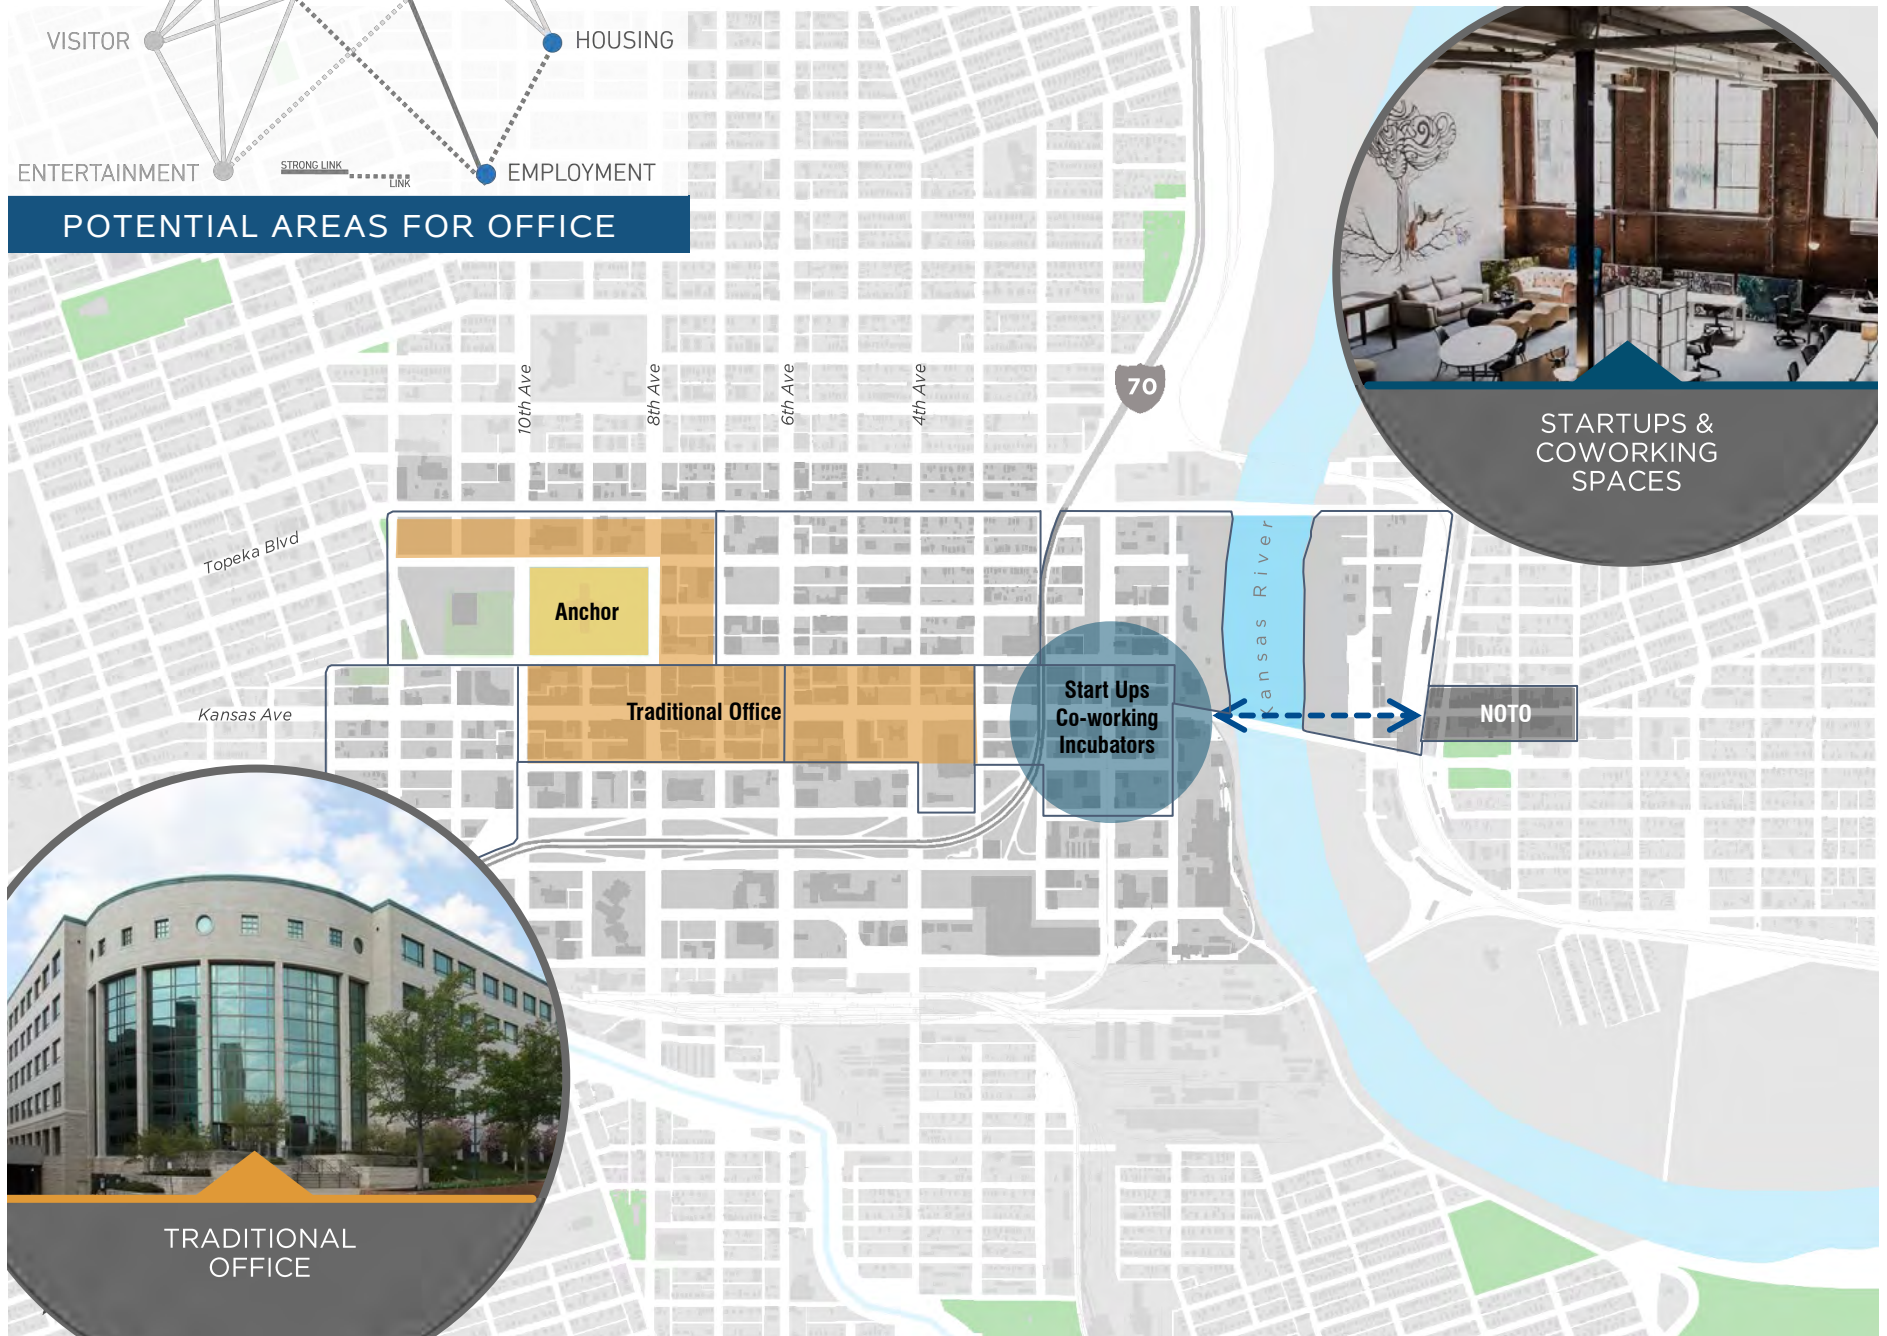 VISITOR
HOUSING
ENTERTAINMENT
STRONG LINK
LINK
EMPLOYMENT
POTENTIAL AREAS FOR OFFICE
10th Ave
8th Ave
6th Ave
4th Ave
70
STARTUPS &
COWORKING
SPACES
Topeka Blvd
Kansas River
Anchor
Kansas Ave
Traditional Office
Start Ups
Co-working
Incubators
NOTO
TRADITIONAL
OFFICE